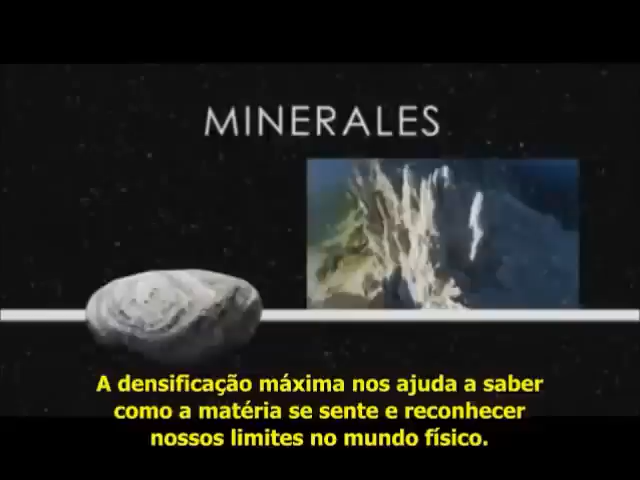 MINERALES
A densificação máxima nos ajuda a saber
como a matéria se sente e reconhecer
nossos limites no mundo físico.